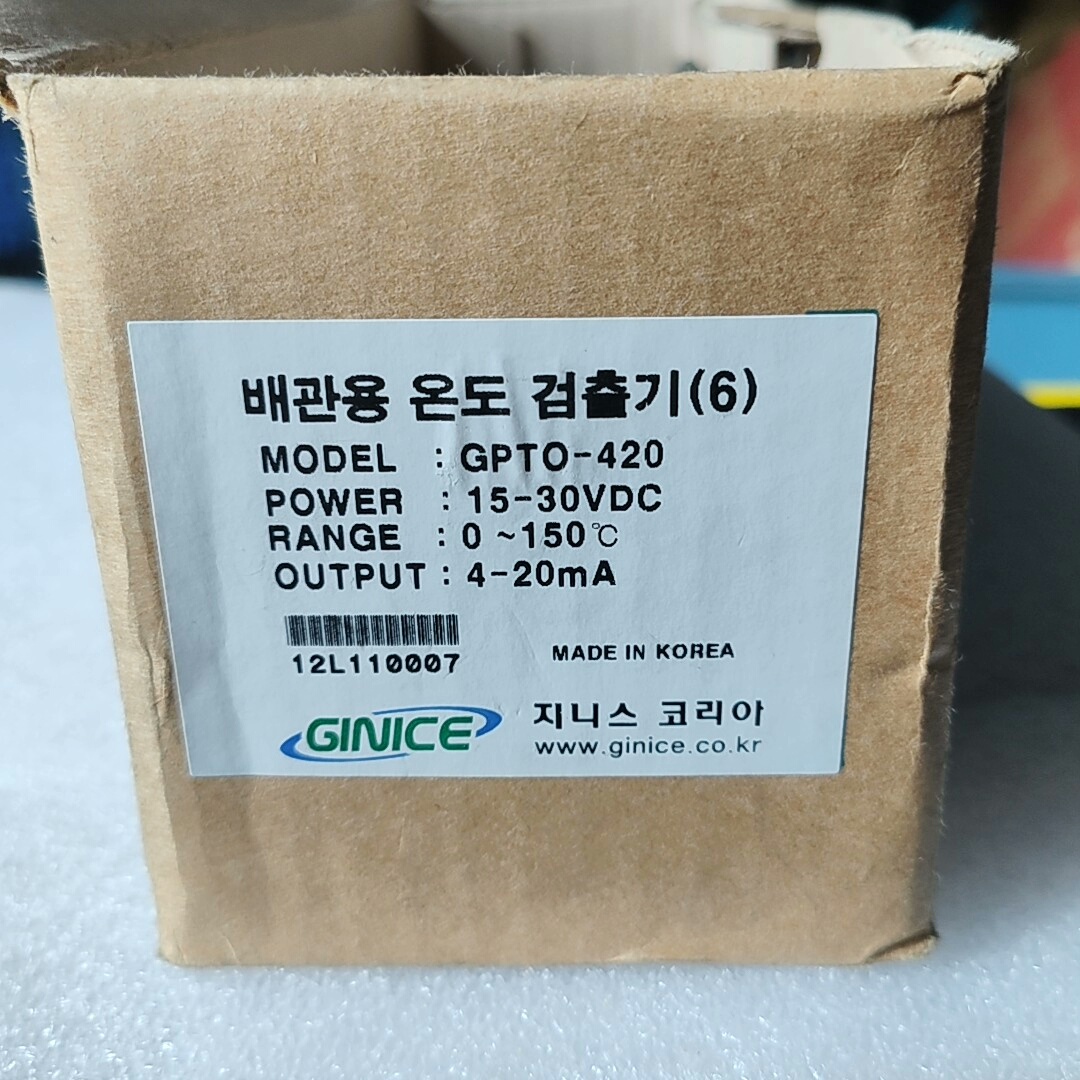 배관용 온도 검출기(6)
MODEL : GPTO-420
POWER : 15-30VDC
RANGE : 0 ~150℃
OUTPUT : 4-20mA
12L110007
MADE IN KOREA
GINICE 지니스 코리아
www.ginice.co.kr